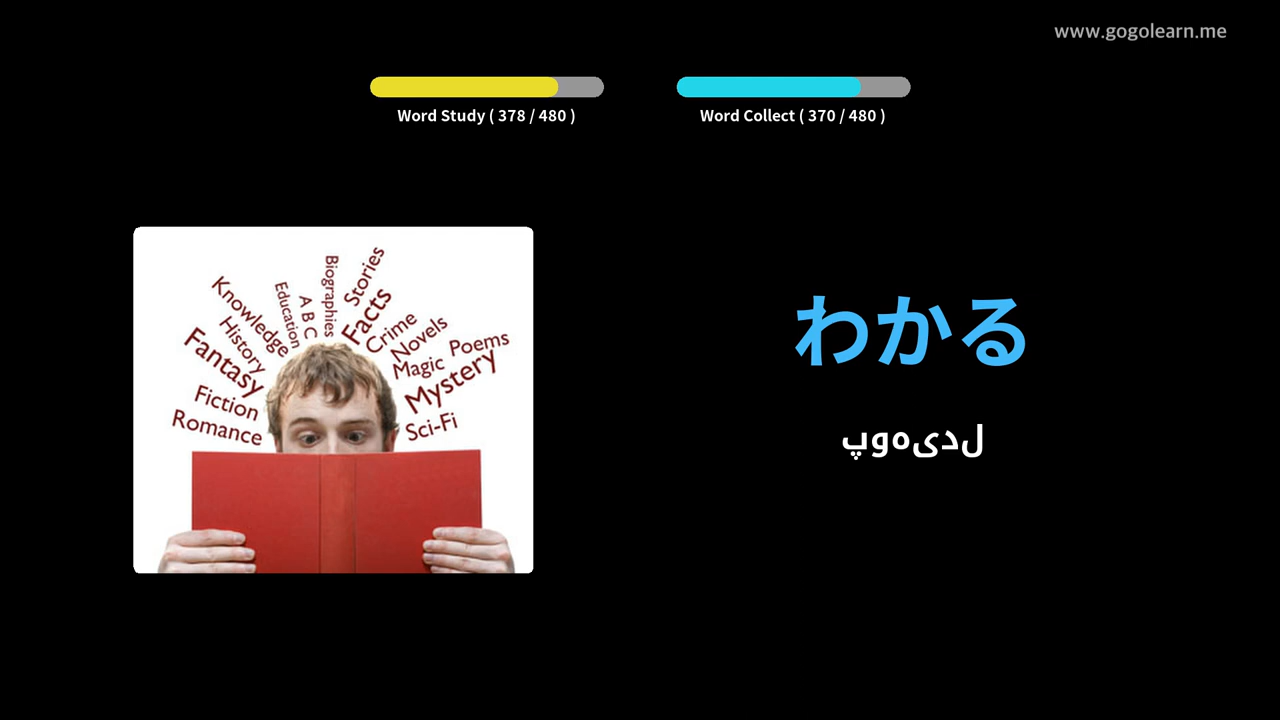 www.gogolearn.me
Word Study ( 378 / 480 )
Word Collect ( 370 / 480 )
Knowledge
Education
A B C
Biographies
Stories
Facts
Crime
Novels
Poems
Magic
Mystery
Sci-Fi
History
Fantasy
Fiction
Romance
わかる
پوهیدل